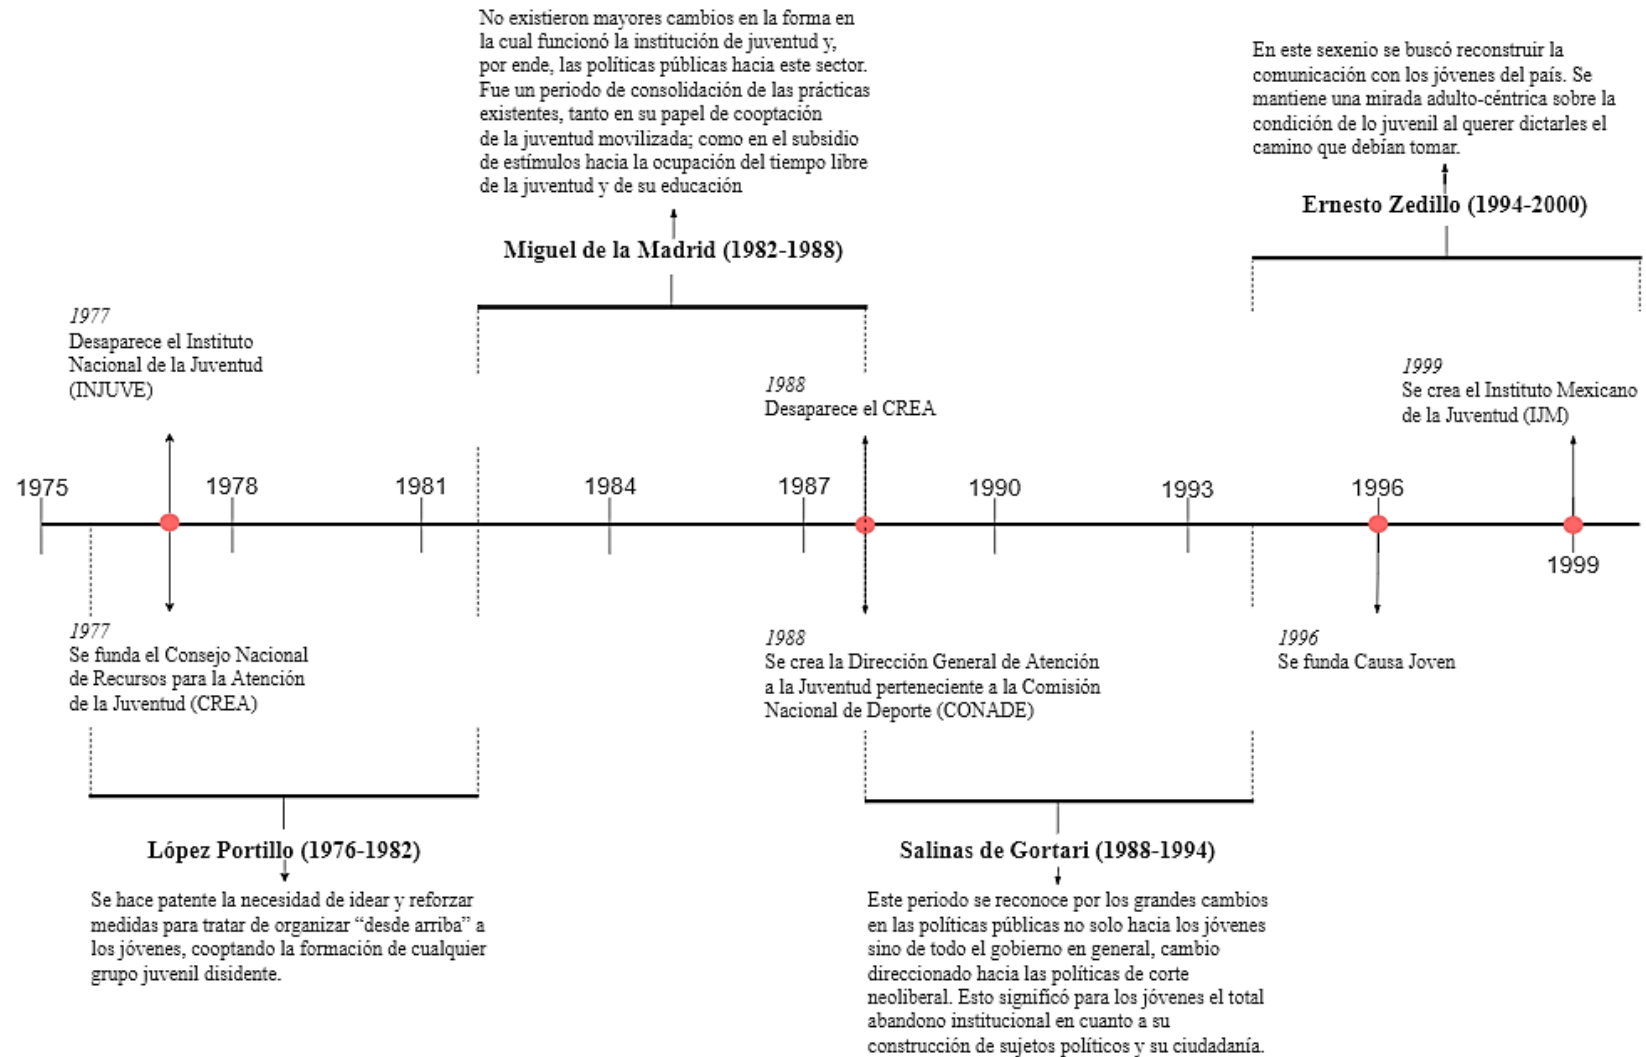 No existieron mayores cambios en la forma en
la cual funcionó la institución de juventud y,
por ende, las políticas públicas hacia este sector.
Fue un periodo de consolidación de las prácticas
existentes, tanto en su papel de cooptación
de la juventud movilizada; como en el subsidio
de estímulos hacia la ocupación del tiempo libre
de la juventud y de su educación
Miguel de la Madrid (1982-1988)
En este sexenio se buscó reconstruir la
comunicación con los jóvenes del país. Se
mantiene una mirada adulto-céntrica sobre la
condición de lo juvenil al querer dictarles el
camino que debían tomar.
Ernesto Zedillo (1994-2000)
1977
Desaparece el Instituto
Nacional de la Juventud
(INJUVE)
1988
Desaparece el CREA
1999
Se crea el Instituto Mexicano
de la Juventud (IJM)
1975 1978 1981 1984 1987 1990 1993 1996
1999
1977
Se funda el Consejo Nacional
de Recursos para la Atención
de la Juventud (CREA)
1988
Se crea la Dirección General de Atención
a la Juventud perteneciente a la Comisión
Nacional de Deporte (CONADE)
1996
Se funda Causa Joven
López Portillo (1976-1982)
Se hace patente la necesidad de idear y reforzar
medidas para tratar de organizar “desde arriba” a
los jóvenes, cooptando la formación de cualquier
grupo juvenil disidente.
Salinas de Gortari (1988-1994)
Este periodo se reconoce por los grandes cambios
en las políticas públicas no solo hacia los jóvenes
sino de todo el gobierno en general, cambio
direccionado hacia las políticas de corte
neoliberal. Esto significó para los jóvenes el total
abandono institucional en cuanto a su
construcción de sujetos políticos y su ciudadanía.